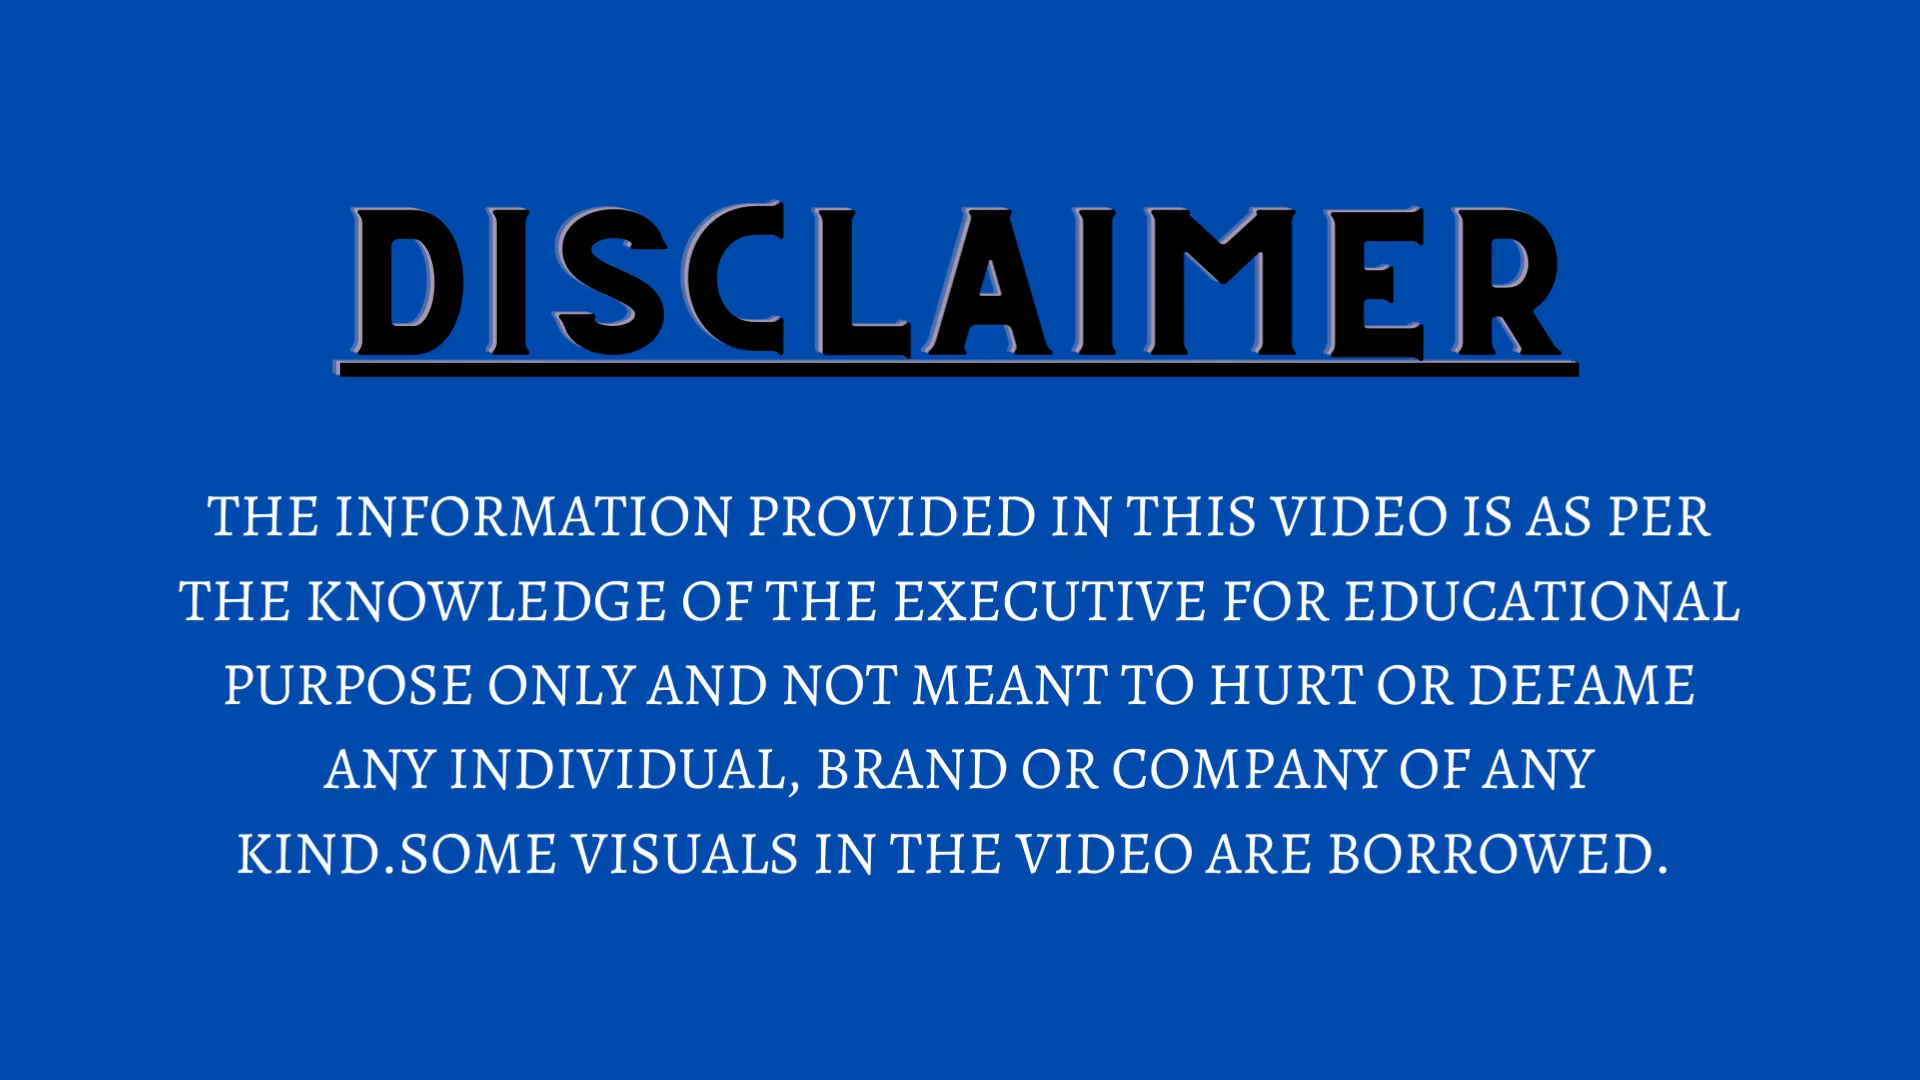 DISCLAIMER
THE INFORMATION PROVIDED IN THIS VIDEO IS AS PER
THE KNOWLEDGE OF THE EXECUTIVE FOR EDUCATIONAL
PURPOSE ONLY AND NOT MEANT TO HURT OR DEFAME
ANY INDIVIDUAL, BRAND OR COMPANY OF ANY
KIND.SOME VISUALS IN THE VIDEO ARE BORROWED.